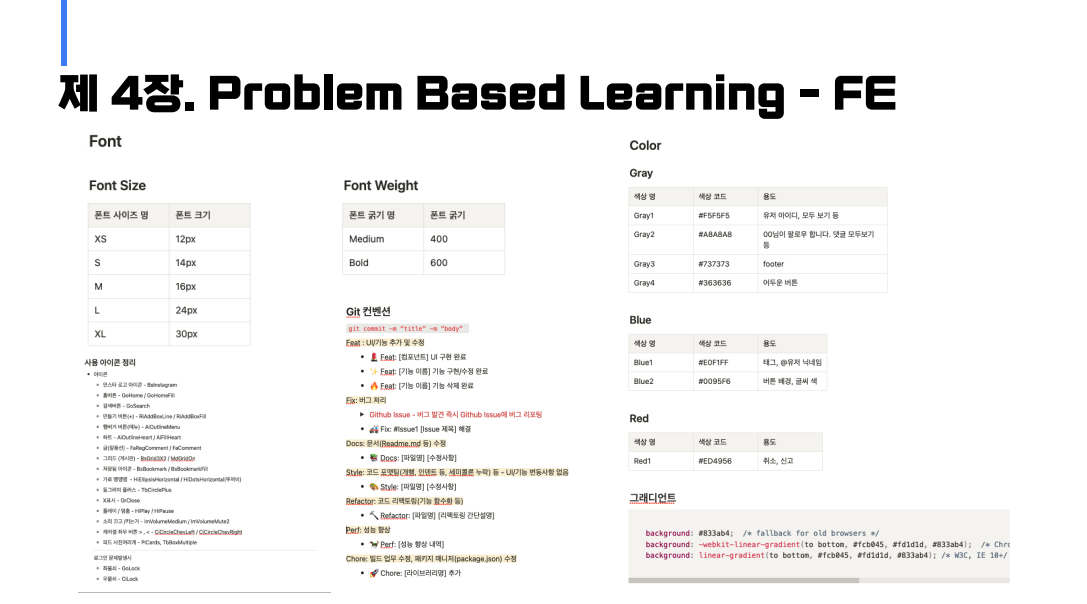 제 4장. Problem Based Learning - FE
Font
Font Size
폰트 사이즈 명 폰트 크기
XS 12px
S 14px
M 16px
L 24px
XL 30px
사용 아이콘 정리
아이콘
인스타 로고 아이콘 - BsInstagram
홈버튼 - GoHome / GoHomeFill
검색버튼 - GoSearch
만들기 버튼(+) - RiAddBoxLine / RiAddBoxFill
햄버거 버튼(메뉴) - AiOutlineMenu
하트 - AiOutlineHeart / AiFillHeart
글(말풍선) - FaRegComment / FaComment
그리드 (게시판) - BsGrid3X3 / MdGridOn
저장됨 아이콘 - BsBookmark / BsBookmarkFill
가로 땡땡땡 - HiEllipsisHorizontal / HiDotsHorizontal(뚜꺼비)
동그라미 플러스 - TbCirclePlus
X표시 - GrClose
플레이 / 멈춤 - HiPlay / HiPause
소리 끄고 /키는거 - ImVolumeMedium / ImVolumeMute2
캐러셀 좌우 버튼 > , < - CiCircleChevLeft / CiCircleChevRight
피드 사진여러개 - PiCards, TbBoxMultiple
로그인 문제발생시
좌물쇠 - GoLock
우물쇠 - CiLock
Font Weight
폰트 굵기 명 폰트 굵기
Medium 400
Bold 600
Git 컨벤션
git commit -m "title" -m "body"
Feat : UI/기능 추가 및 수정
💄 Feat: [컴포넌트] UI 구현 완료
✨ Feat: [기능 이름] 기능 구현/수정 완료
🔥 Feat: [기능 이름] 기능 삭제 완료
Fix: 버그 처리
Github Issue - 버그 발견 즉시 Github Issue에 버그 리포팅
🚑 Fix: #Issue1 [Issue 제목] 해결
Docs: 문서(Readme.md 등) 수정
📚 Docs: [파일명] [수정사항]
Style: 코드 포맷팅(개행, 인덴트 등, 세미콜론 누락) 등 - UI/기능 변동사항 없음
🎨 Style: [파일명] [수정사항]
Refactor: 코드 리팩토링(기능 함수화 등)
🔨 Refactor: [파일명] [리팩토링 간단설명]
Perf: 성능 향상
🐎 Perf: [성능 향상 내역]
Chore: 빌드 업무 수정, 패키지 매니저(package.json) 수정
🚀 Chore: [라이브러리명] 추가
Color
Gray
색상 명 색상 코드 용도
Gray1 #F5F5F5 유저 아이디, 모두 보기 등
Gray2 #A8A8A8 00님이 팔로우 합니다. 댓글 모두보기
등
Gray3 #737373 footer
Gray4 #363636 어두운 버튼
Blue
색상 명 색상 코드 용도
Blue1 #E0F1FF 태그, @유저 닉네임
Blue2 #0095F6 버튼 배경, 글씨 색
Red
색상 명 색상 코드 용도
Red1 #ED4956 취소, 신고
그래디언트
background: #833ab4; /* fallback for old browsers */
background: -webkit-linear-gradient(to bottom, #fcb045, #fd1d1d, #833ab4); /* Chro
background: linear-gradient(to bottom, #fcb045, #fd1d1d, #833ab4); /* W3C, IE 10+/